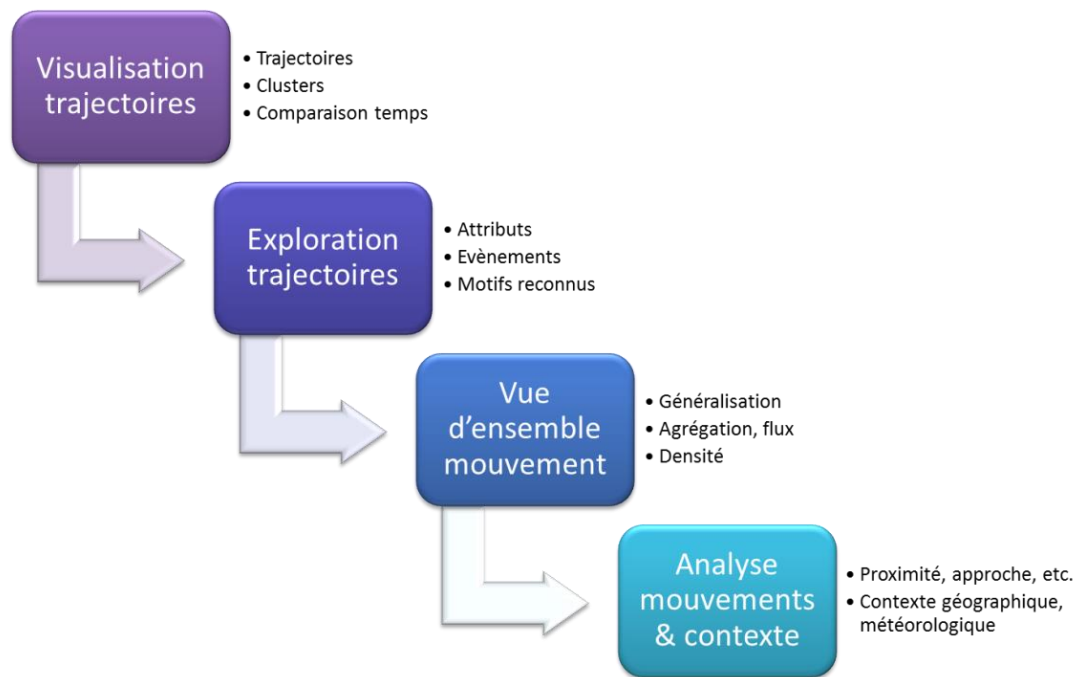 Visualisation
trajectoires
• Trajectoires
• Clusters
• Comparaison temps
Exploration
trajectoires
• Attributs
• Evènements
• Motifs reconnus
Vue
d'ensemble
mouvement
• Généralisation
• Agrégation, flux
• Densité
Analyse
mouvements
& contexte
• Proximité, approche, etc.
• Contexte géographique,
météorologique